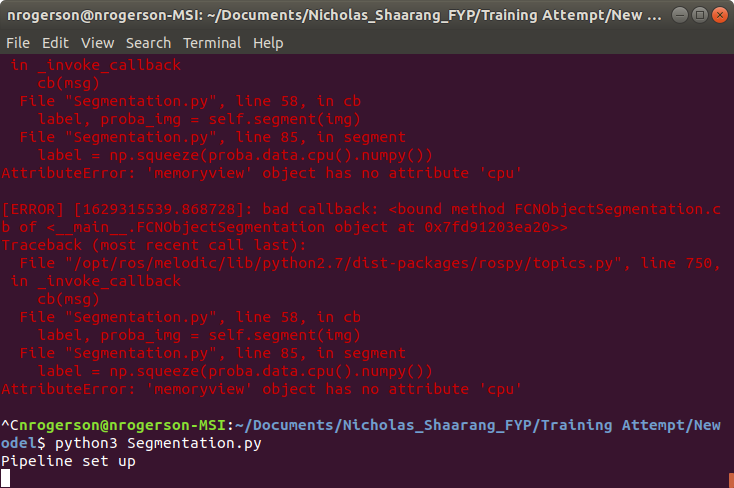 nrogerson@nrogerson-MSI: ~/Documents/Nicholas_Shaarang_FYP/Training Attempt/New ...
File Edit View Search Terminal Help
 in _invoke_callback
    cb(msg)
  File "Segmentation.py", line 58, in cb
    label, proba_img = self.segment(img)
  File "Segmentation.py", line 85, in segment
    label = np.squeeze(proba.data.cpu().numpy())
AttributeError: 'memoryview' object has no attribute 'cpu'

[ERROR] [1629315539.868728]: bad callback: <bound method FCNObjectSegmentation.c
b of <__main__.FCNObjectSegmentation object at 0x7fd91203ea20>>
Traceback (most recent call last):
  File "/opt/ros/melodic/lib/python2.7/dist-packages/rospy/topics.py", line 750,
 in _invoke_callback
    cb(msg)
  File "Segmentation.py", line 58, in cb
    label, proba_img = self.segment(img)
  File "Segmentation.py", line 85, in segment
    label = np.squeeze(proba.data.cpu().numpy())
AttributeError: 'memoryview' object has no attribute 'cpu'

^Cnrogerson@nrogerson-MSI:~/Documents/Nicholas_Shaarang_FYP/Training Attempt/New
odel$ python3 Segmentation.py
Pipeline set up